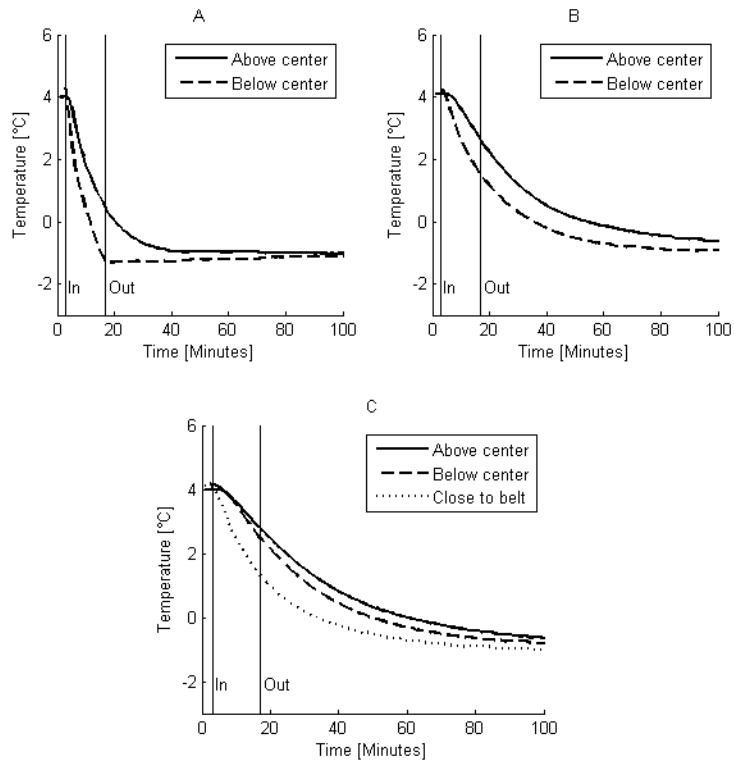 A
6
4
2
0
-2
Temperature [°C]
Above center
Below center
In
Out
0 20 40 60 80 100
Time [Minutes]
B
6
4
2
0
-2
Temperature [°C]
Above center
Below center
In
Out
0 20 40 60 80 100
Time [Minutes]
C
6
4
2
0
-2
Temperature [°C]
Above center
Below center
Close to belt
In
Out
0 20 40 60 80 100
Time [Minutes]